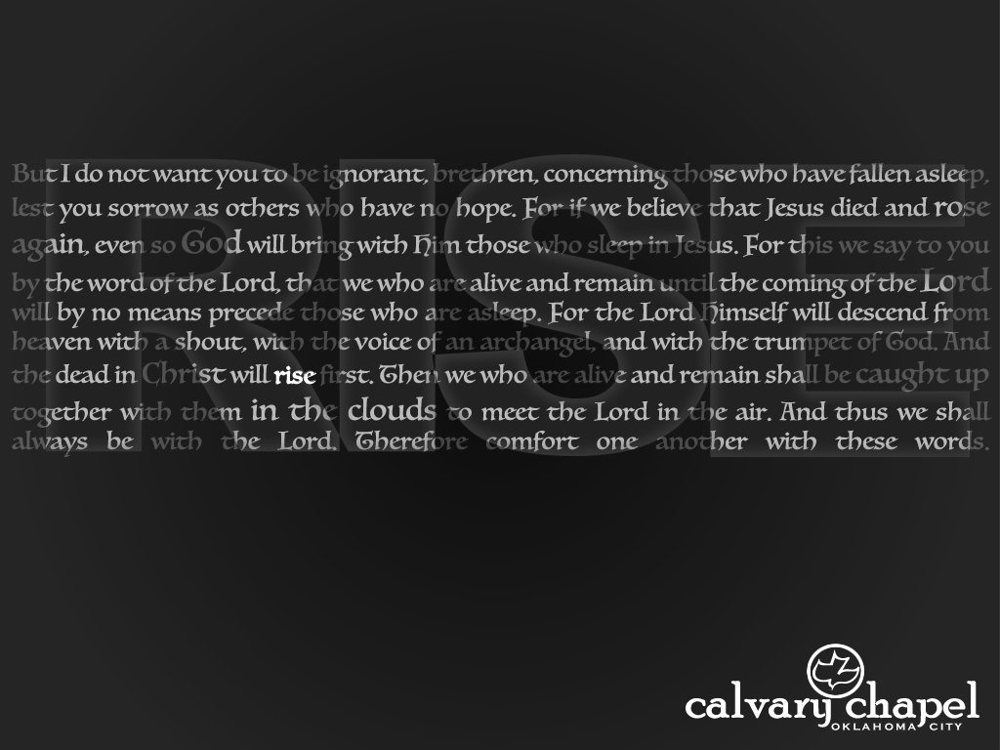 RISE
But I do not want you to be ignorant, brethren, concerning those who have fallen asleep,
lest you sorrow as others who have no hope. For if we believe that Jesus died and rose
again, even so God will bring with Him those who sleep in Jesus. For this we say to you
by the word of the Lord, that we who are alive and remain until the coming of the Lord
will by no means precede those who are asleep. For the Lord Himself will descend from
heaven with a shout, with the voice of an archangel, and with the trumpet of God. And
the dead in Christ will rise first. Then we who are alive and remain shall be caught up
together with them in the clouds to meet the Lord in the air. And thus we shall
always be with the Lord. Therefore comfort one another with these words.
calvary chapel
OKLAHOMA CITY